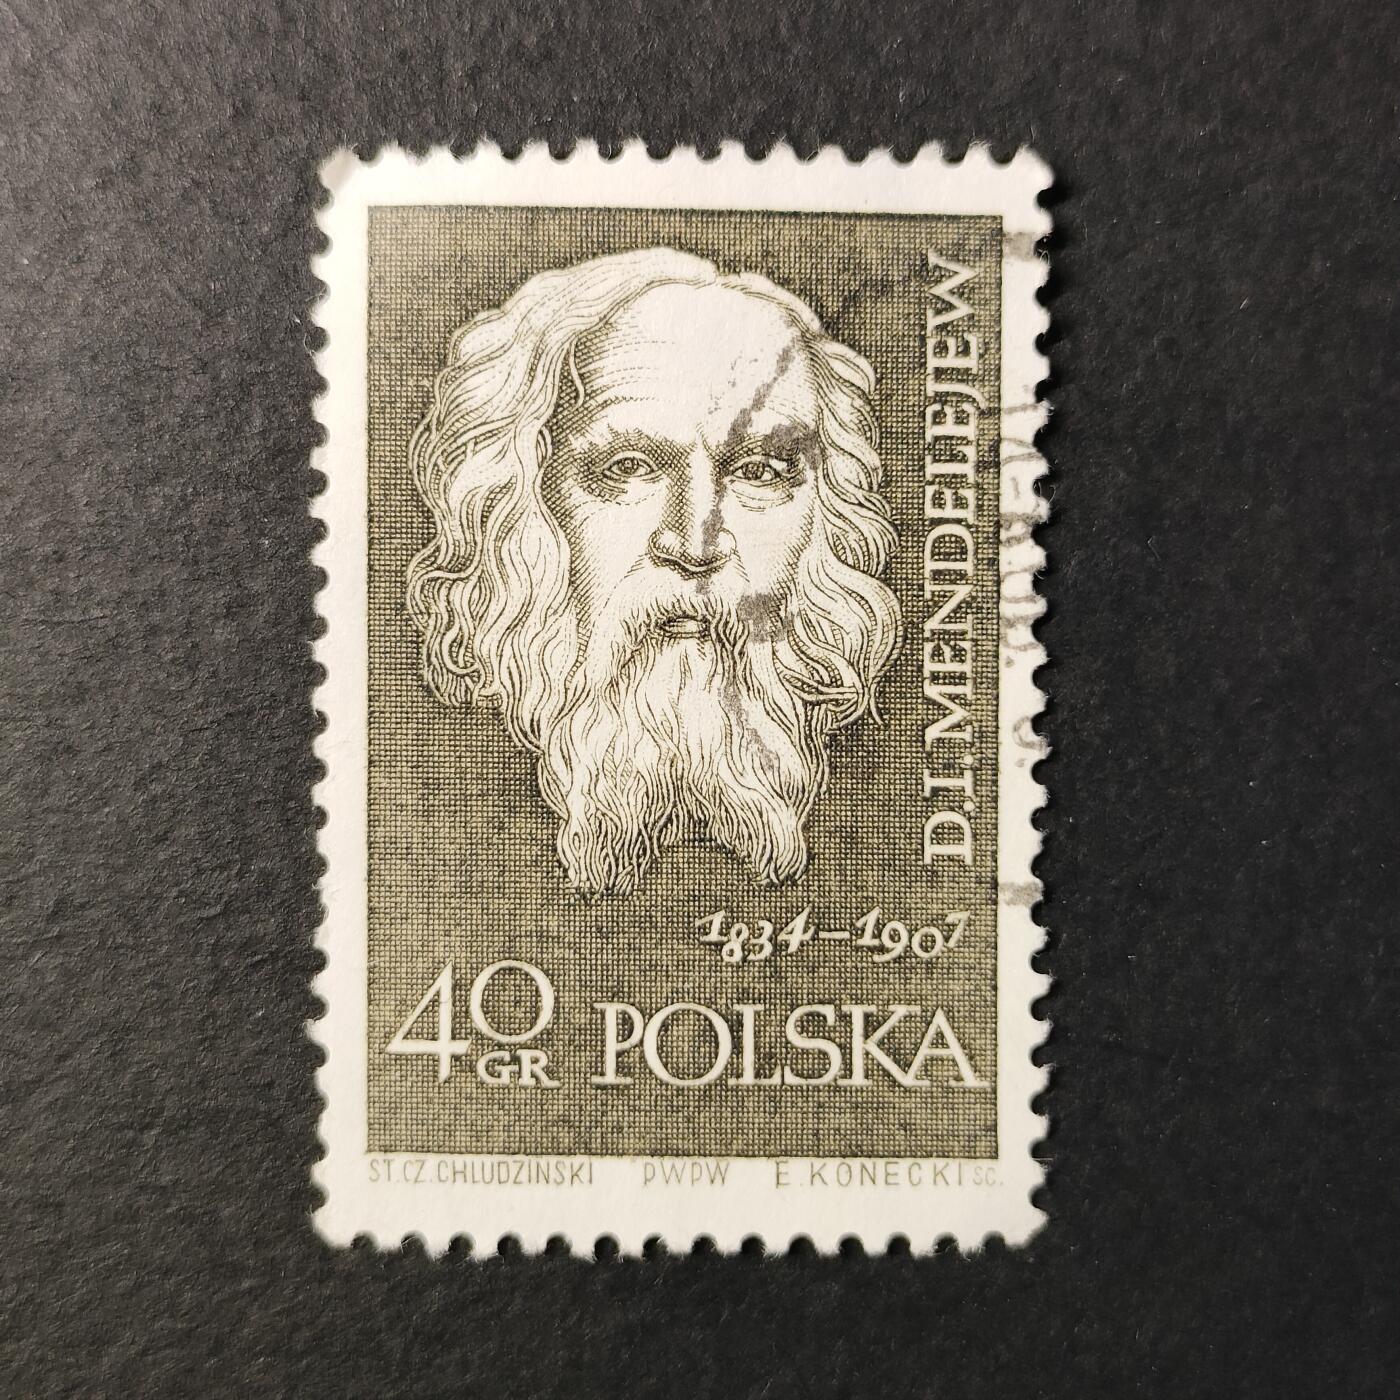 D.I.MENDELEJEW
1834–1907
40 GR POLSKA
ST.CZ.CHLUDZINSKI PWPW E.KONECKI SC.